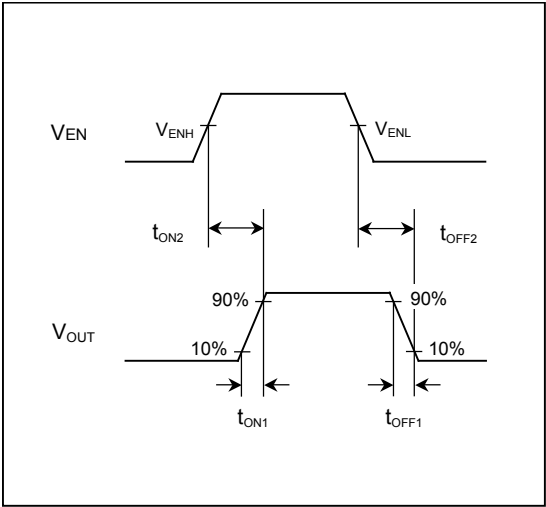 VEN
VENH
VENL
tON2
tOFF2
VOUT
90%
90%
10%
10%
tON1
tOFF1